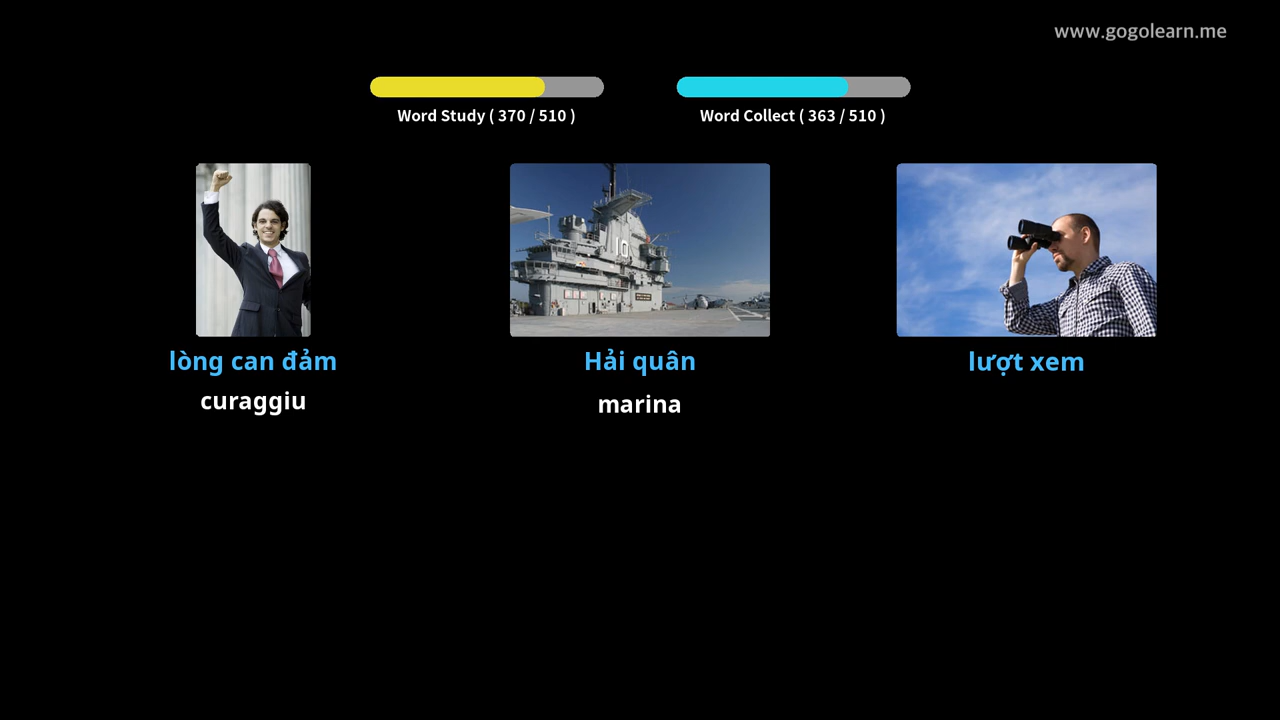 www.gogolearn.me
Word Study ( 370 / 510 )
Word Collect ( 363 / 510 )
10
lòng can đảm
Hải quân
lượt xem
curaggiu
marina